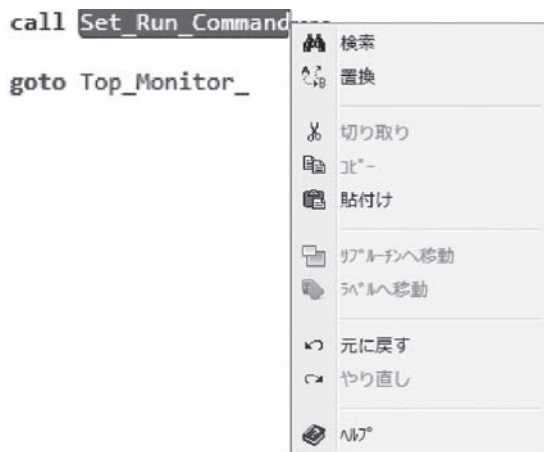 call Set_Run_Command
goto Top_Monitor_
検索
置換
切り取り
ｺﾋﾟｰ
貼付け
ｻﾌﾞﾙｰﾁﾝへ移動
ﾗﾍﾞﾙへ移動
元に戻す
やり直し
ﾍﾙﾌﾟ